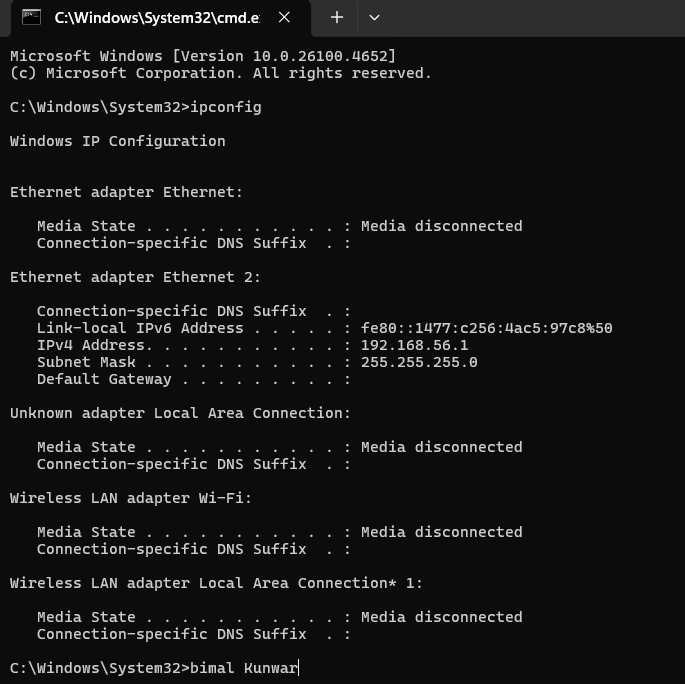 C:\Windows\System32\cmd.e
Microsoft Windows [Version 10.0.26100.4652]
(c) Microsoft Corporation. All rights reserved.
C:\Windows\System32>ipconfig
Windows IP Configuration
Ethernet adapter Ethernet:
   Media State . . . . . . . . . . . : Media disconnected
   Connection-specific DNS Suffix  . :
Ethernet adapter Ethernet 2:
   Connection-specific DNS Suffix  . :
   Link-local IPv6 Address . . . . . : fe80::1477:c256:4ac5:97c8%50
   IPv4 Address. . . . . . . . . . . : 192.168.56.1
   Subnet Mask . . . . . . . . . . . : 255.255.255.0
   Default Gateway . . . . . . . . . :
Unknown adapter Local Area Connection:
   Media State . . . . . . . . . . . : Media disconnected
   Connection-specific DNS Suffix  . :
Wireless LAN adapter Wi-Fi:
   Media State . . . . . . . . . . . : Media disconnected
   Connection-specific DNS Suffix  . :
Wireless LAN adapter Local Area Connection* 1:
   Media State . . . . . . . . . . . : Media disconnected
   Connection-specific DNS Suffix  . :
C:\Windows\System32>bimal Kunwar